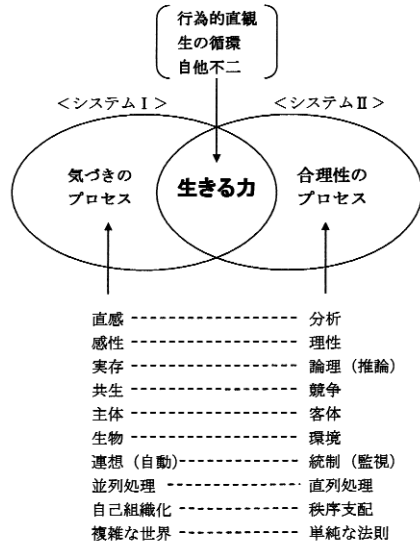 行為的直観
生の循環
自他不二
＜システムⅠ＞ ＜システムⅡ＞
気づきの
プロセス
生きる力
合理性の
プロセス
直感 分析
感性 理性
実存 論理（推論）
共生 競争
主体 客体
生物 環境
連想（自動） 統制（監視）
並列処理 直列処理
自己組織化 秩序支配
複雑な世界 単純な法則